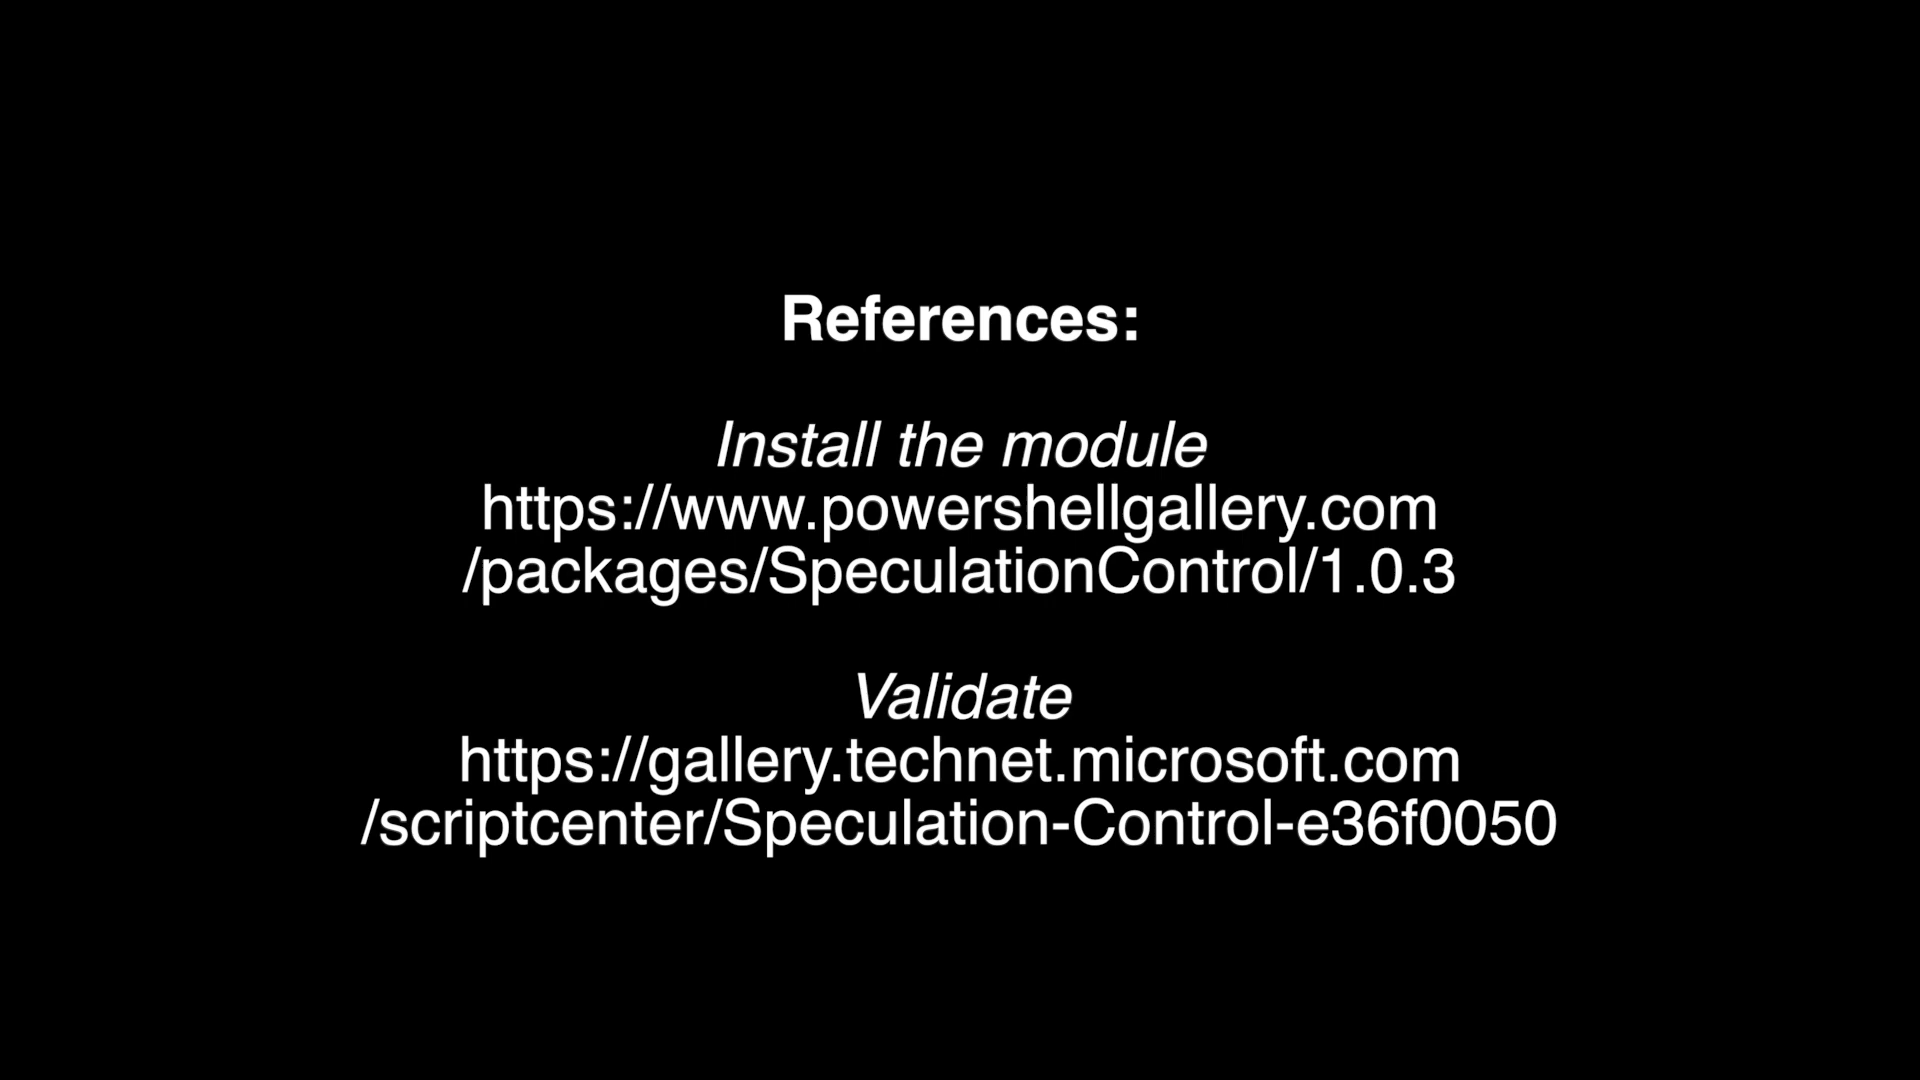 References:
Install the module
https://www.powershellgallery.com
/packages/SpeculationControl/1.0.3
Validate
https://gallery.technet.microsoft.com
/scriptcenter/Speculation-Control-e36f0050